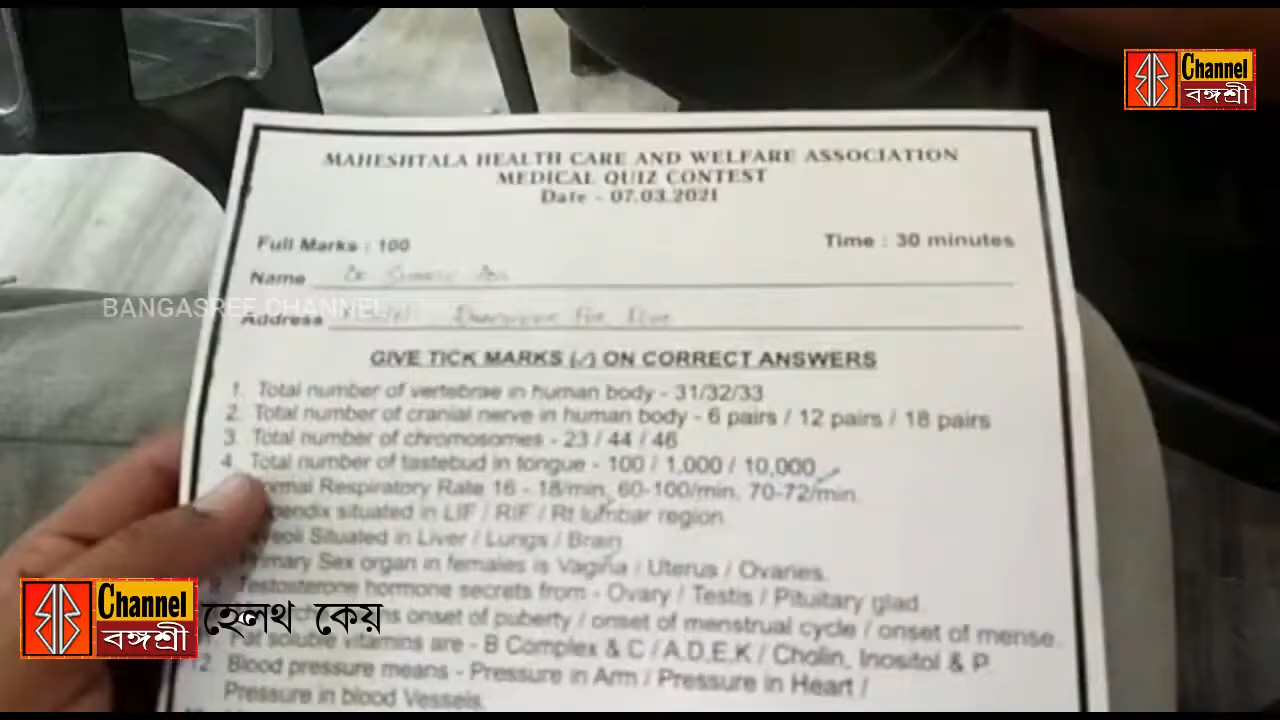 Channel
বঙ্গশ্রী
MAHESHTALA HEALTH CARE AND WELFARE ASSOCIATION
MEDICAL QUIZ CONTEST
Date - 07.03.2021
Full Marks : 100 Time : 30 minutes
Name
BANGASREE CHANNEL
Address
GIVE TICK MARKS (✓) ON CORRECT ANSWERS
1. Total number of vertebrae in human body - 31/32/33
2. Total number of cranial nerve in human body - 6 pairs / 12 pairs / 18 pairs
3. Total number of chromosomes - 23 / 44 / 46
4. Total number of tastebud in tongue - 100 / 1,000 / 10,000
Respiratory Rate 16 - 18/min, 60-100/min, 70-72/min.
situated in LIF / RIF / Rt lumbar region
Situated in Liver / Lungs / Brain
Sex organ in females is Vagina / Uterus / Ovaries.
9. Testosterone hormone secrets from - Ovary / Testis / Pituitary glad
onset of puberty / onset of menstrual cycle / onset of mense.
soluble vitamins are - B Complex & C / A.D.E.K / Cholin, Inositol & P.
12. Blood pressure means - Pressure in Arm / Pressure in Heart /
Pressure in blood Vessels.
Channel
বঙ্গশ্রী
হেলথ কেয়